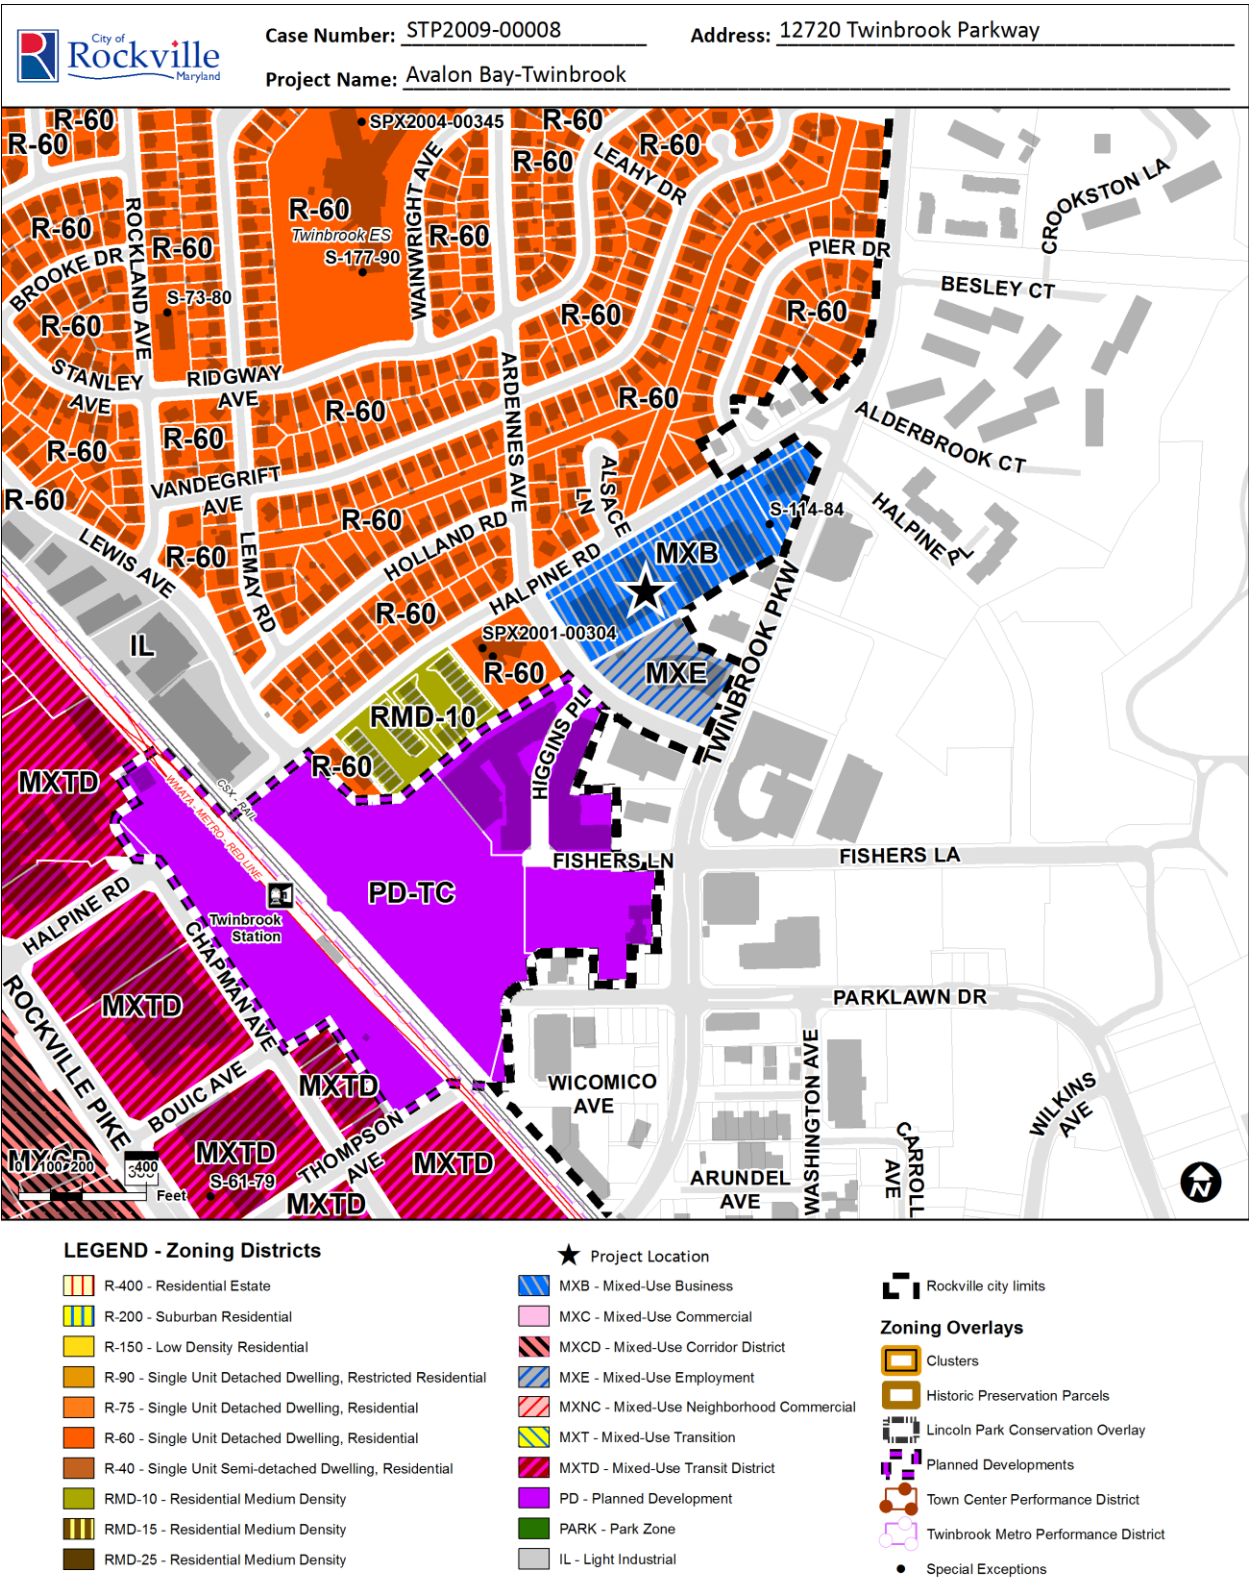 City of
Rockville
Maryland
Case Number: STP2009-00008
Address: 12720 Twinbrook Parkway
Project Name: Avalon Bay-Twinbrook
R-60
R-60
SPX2004-00345
R-60
R-60
R-60
LEAHY DR
WAINWRIGHT AVE
CROOKSTON LA
R-60
Twinbrook ES
S-177-90
R-60
R-60
R-60
ROCKLAND AVE
BROOKE DR
PIER DR
BESLEY CT
S-73-80
R-60
R-60
R-60
STANLEY AVE
RIDGWAY AVE
ARDENNES AVE
R-60
R-60
ALDERBROOK CT
R-60
R-60
VANDEGRIFT AVE
ALSACE LN
R-60
R-60
HOLLAND RD
S-114-84
HALPINE PL
LEWIS AVE
R-60
LEMAY RD
HALPINE RD
MXB
R-60
TWINBROOK PKW
IL
SPX2001-00304
R-60
MXE
RMD-10
HIGGINS PL
R-60
MXTD
CSX - RAIL
WMATA - METRO - RED LINE
FISHERS LN
FISHERS LA
PD-TC
HALPINE RD
Twinbrook
Station
CHAPMAN AVE
MXTD
ROCKVILLE PIKE
PARKLAWN DR
BOUIC AVE
MXTD
WICOMICO
AVE
WASHINGTON AVE
WILKINS AVE
THOMPSON AVE
MXTD
MXTD
MXCD
CARROLL AVE
0 100 200 400
Feet
355
S-61-79
MXTD
ARUNDEL
AVE
N
LEGEND - Zoning Districts
R-400 - Residential Estate
R-200 - Suburban Residential
R-150 - Low Density Residential
R-90 - Single Unit Detached Dwelling, Restricted Residential
R-75 - Single Unit Detached Dwelling, Residential
R-60 - Single Unit Detached Dwelling, Residential
R-40 - Single Unit Semi-detached Dwelling, Residential
RMD-10 - Residential Medium Density
RMD-15 - Residential Medium Density
RMD-25 - Residential Medium Density
Project Location
MXB - Mixed-Use Business
MXC - Mixed-Use Commercial
MXCD - Mixed-Use Corridor District
MXE - Mixed-Use Employment
MXNC - Mixed-Use Neighborhood Commercial
MXT - Mixed-Use Transition
MXTD - Mixed-Use Transit District
PD - Planned Development
PARK - Park Zone
IL - Light Industrial
Rockville city limits
Zoning Overlays
Clusters
Historic Preservation Parcels
Lincoln Park Conservation Overlay
Planned Developments
Town Center Performance District
Twinbrook Metro Performance District
Special Exceptions